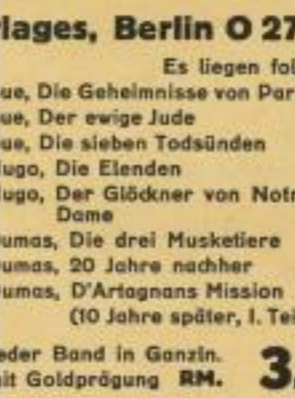 rlages, Berlin O 27
Es liegen fol
ue, Die Geheimnisse von Par
ue, Der ewige Jude
ue, Die sieben Todsünden
ugo, Die Elenden
ugo, Der Glöckner von Notr
Dame
umas, Die drei Musketiere
umas, 20 Jahre nachher
umas, D'Artagnans Mission
(10 Jahre später, I. Tei
eder Band in Ganzln.
it Goldprägung RM. 3,